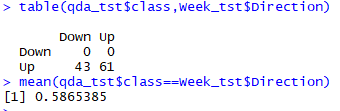 > table(qda_tst$class,Week_tst$Direction)
Down Up
Down 0 0
Up 43 61
> mean(qda_tst$class==Week_tst$Direction)
[1] 0.5865385